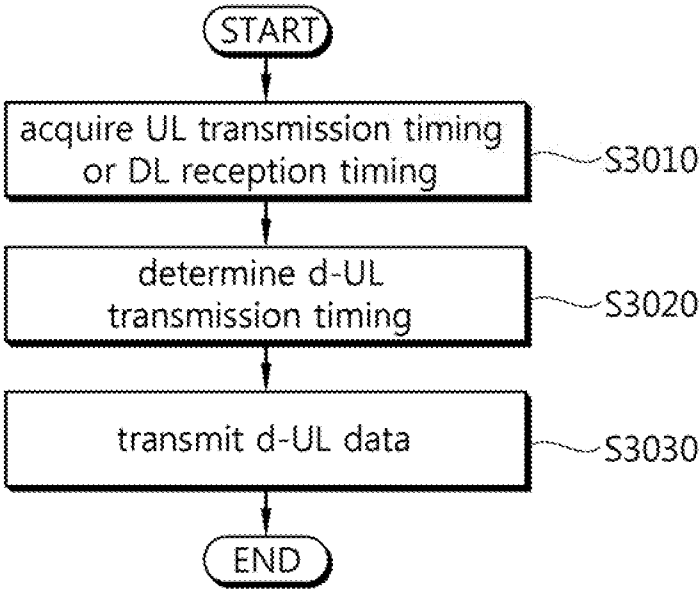 START
acquire UL transmission timing
or DL reception timing
S3010
determine d-UL
transmission timing
S3020
transmit d-UL data
S3030
END